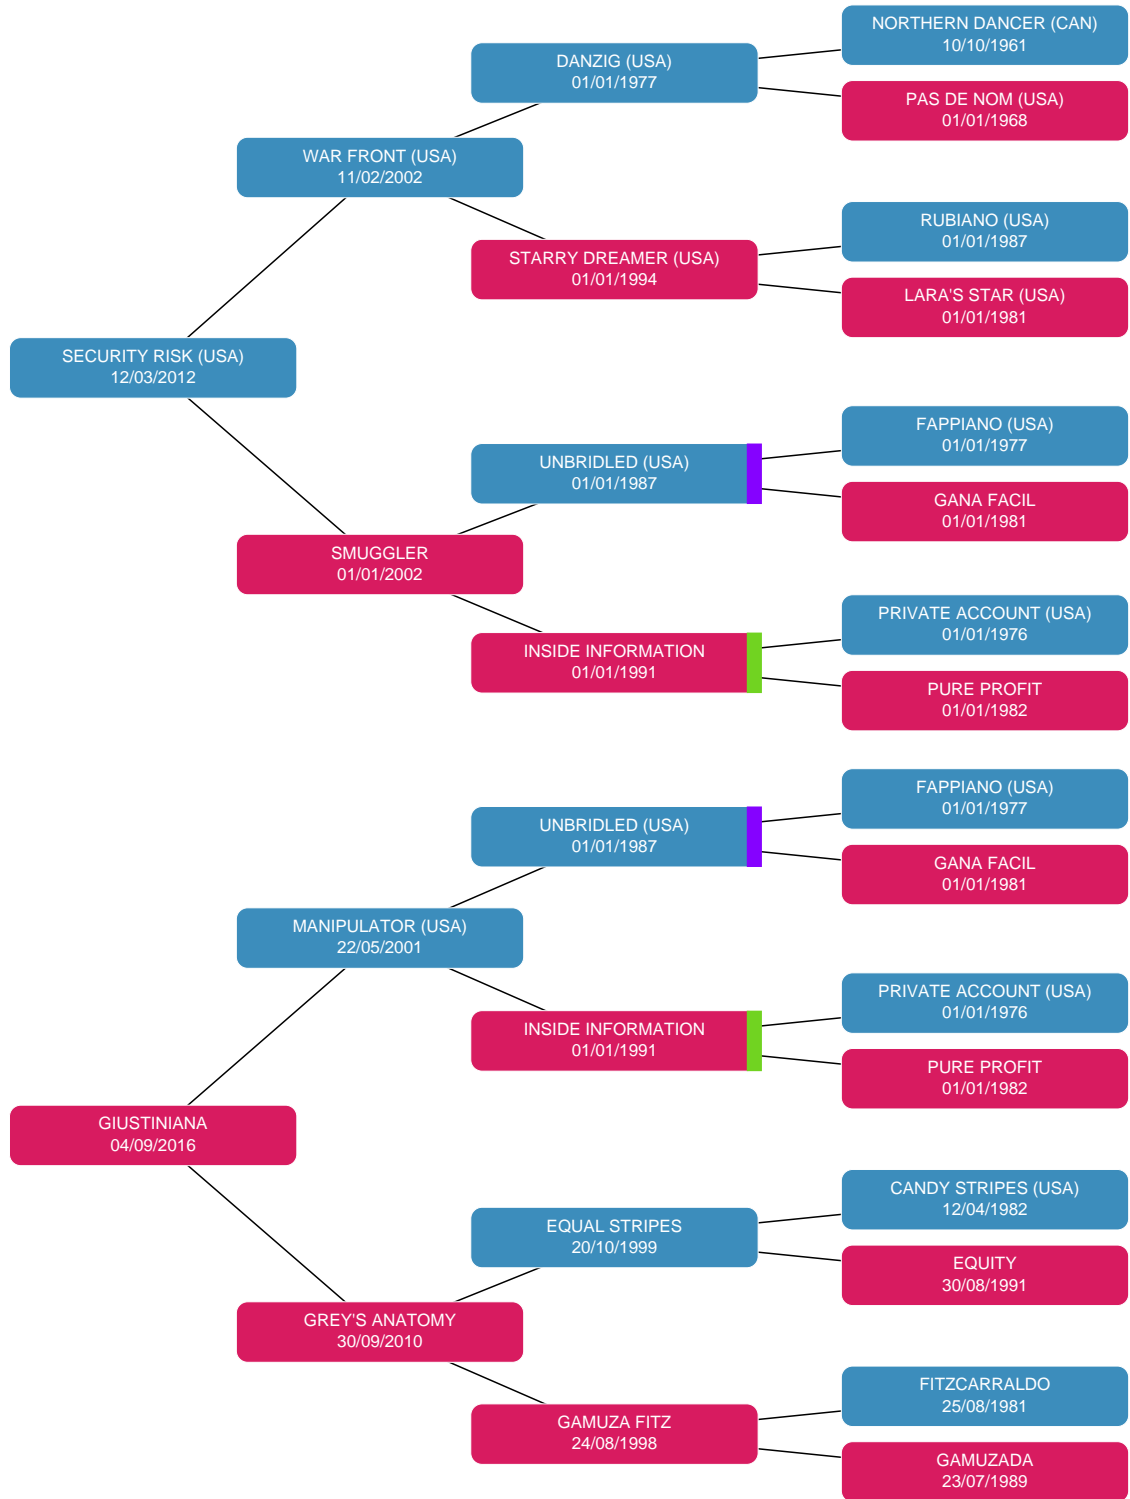 NORTHERN DANCER (CAN)
10/10/1961
DANZIG (USA)
01/01/1977
PAS DE NOM (USA)
01/01/1968
WAR FRONT (USA)
11/02/2002
RUBIANO (USA)
01/01/1987
STARRY DREAMER (USA)
01/01/1994
LARA'S STAR (USA)
01/01/1981
SECURITY RISK (USA)
12/03/2012
FAPPIANO (USA)
01/01/1977
UNBRIDLED (USA)
01/01/1987
GANA FACIL
01/01/1981
SMUGGLER
01/01/2002
PRIVATE ACCOUNT (USA)
01/01/1976
INSIDE INFORMATION
01/01/1991
PURE PROFIT
01/01/1982
FAPPIANO (USA)
01/01/1977
UNBRIDLED (USA)
01/01/1987
GANA FACIL
01/01/1981
MANIPULATOR (USA)
22/05/2001
PRIVATE ACCOUNT (USA)
01/01/1976
INSIDE INFORMATION
01/01/1991
PURE PROFIT
01/01/1982
GIUSTINIANA
04/09/2016
CANDY STRIPES (USA)
12/04/1982
EQUAL STRIPES
20/10/1999
EQUITY
30/08/1991
GREY'S ANATOMY
30/09/2010
FITZCARRALDO
25/08/1981
GAMUZA FITZ
24/08/1998
GAMUZADA
23/07/1989